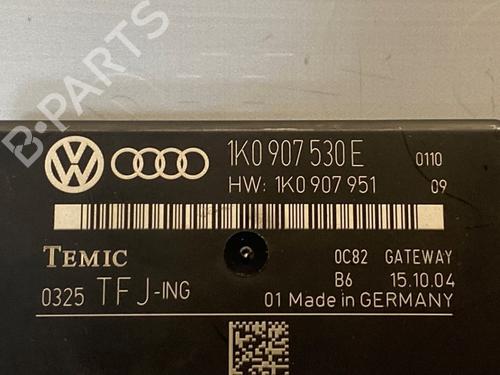 B-PARTS
1K0 907 530 E 0110
HW: 1K0 907 951 09
TEMIC 0C82 GATEWAY
B6 15.10.04
0325 TFJ-ING 01 Made in GERMANY